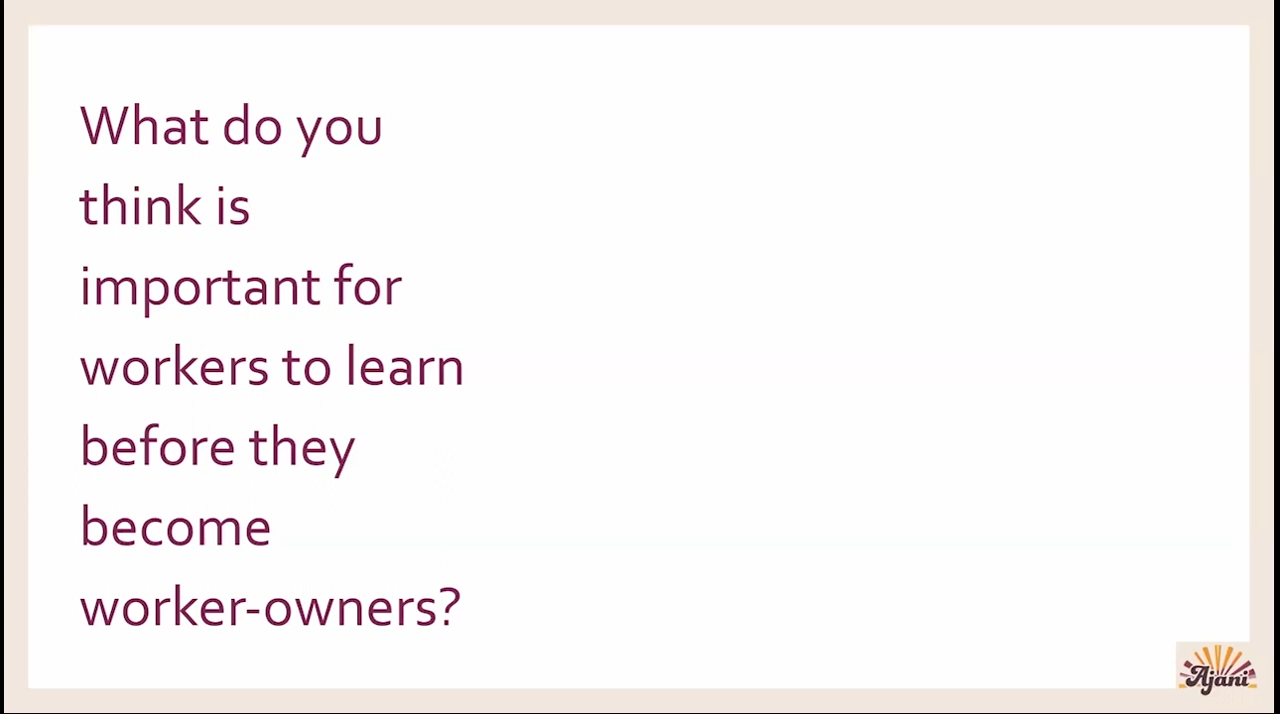 What do you
think is
important for
workers to learn
before they
become
worker-owners?
Ajani